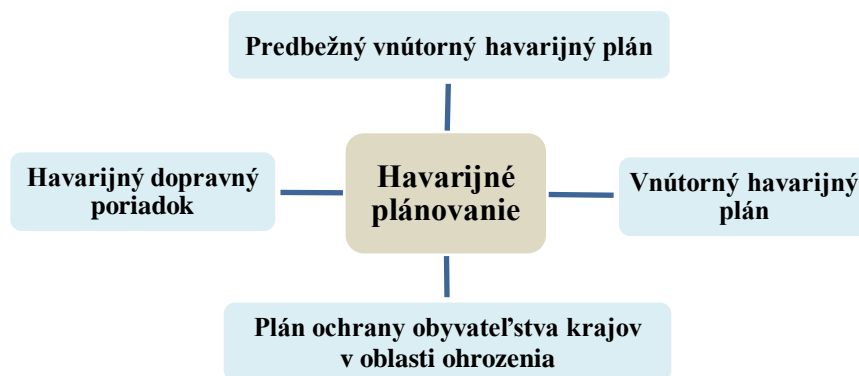 Predbežný vnútorný havarijný plán
Havarijný dopravný
poriadok
Havarijné
plánovanie
Vnútorný havarijný
plán
Plán ochrany obyvateľstva krajov
v oblasti ohrozenia